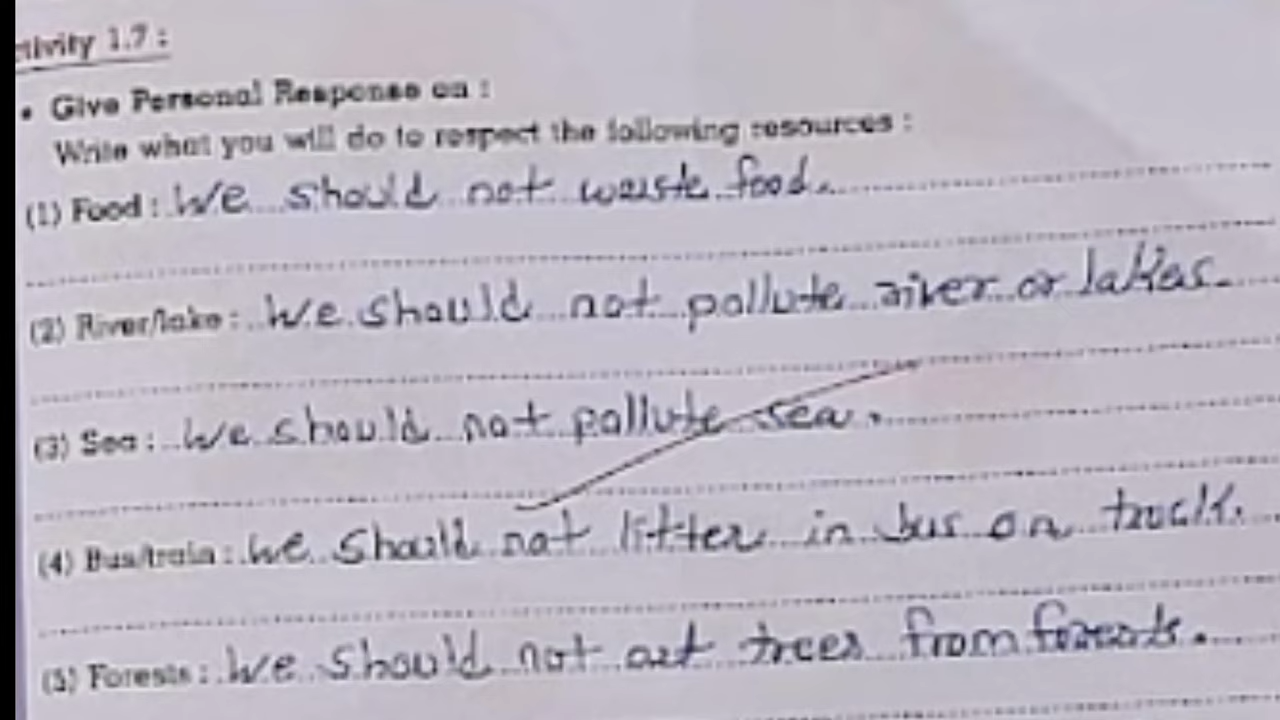 ctivity 1.7 :
• Give Personal Response on :
Write what you will do to respect the following resources :
(1) Food : We should not waste food.
(2) River/lake : We should not pollute river or lakes.
(3) Sea : We should not pollute sea.
(4) Bus/train : We should not litter in bus or truck.
(5) Forests : We should not cut trees from forests.